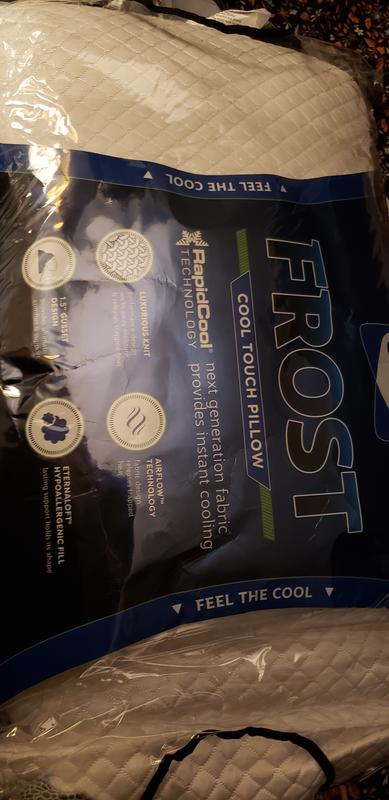 FEEL THE COOL
FROST
COOL TOUCH PILLOW
RapidCool®
TECHNOLOGY
next generation fabric
provides instant cooling
LUXURIOUS KNIT
AIRFLOW™
TECHNOLOGY
1.5" GUSSET
DESIGN
ETERNALOFT®
HYPOALLERGENIC FILL
lasting support holds its shape
FEEL THE COOL